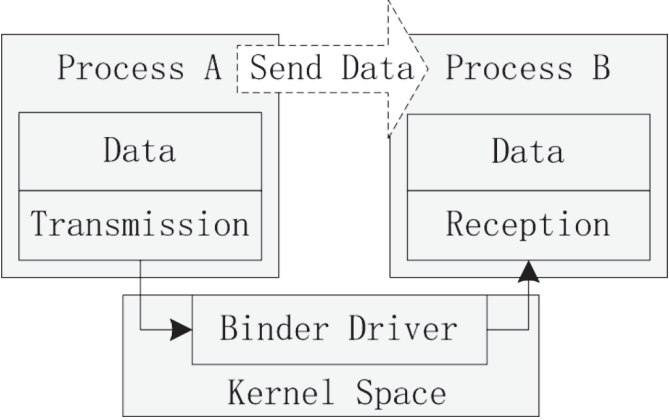 Process A
Send Data
Process B
Data
Transmission
Data
Reception
Binder Driver
Kernel Space